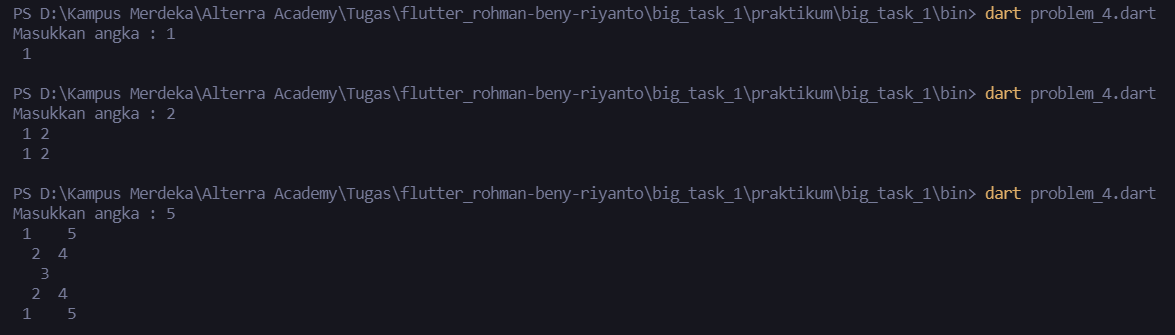 PS D:\Kampus Merdeka\Alterra Academy\Tugas\flutter_rohman-beny-riyanto\big_task_1\praktikum\big_task_1\bin> dart problem_4.dart
Masukkan angka : 1
 1
PS D:\Kampus Merdeka\Alterra Academy\Tugas\flutter_rohman-beny-riyanto\big_task_1\praktikum\big_task_1\bin> dart problem_4.dart
Masukkan angka : 2
 1 2
 1 2
PS D:\Kampus Merdeka\Alterra Academy\Tugas\flutter_rohman-beny-riyanto\big_task_1\praktikum\big_task_1\bin> dart problem_4.dart
Masukkan angka : 5
 1    5
  2  4
   3
  2  4
 1    5